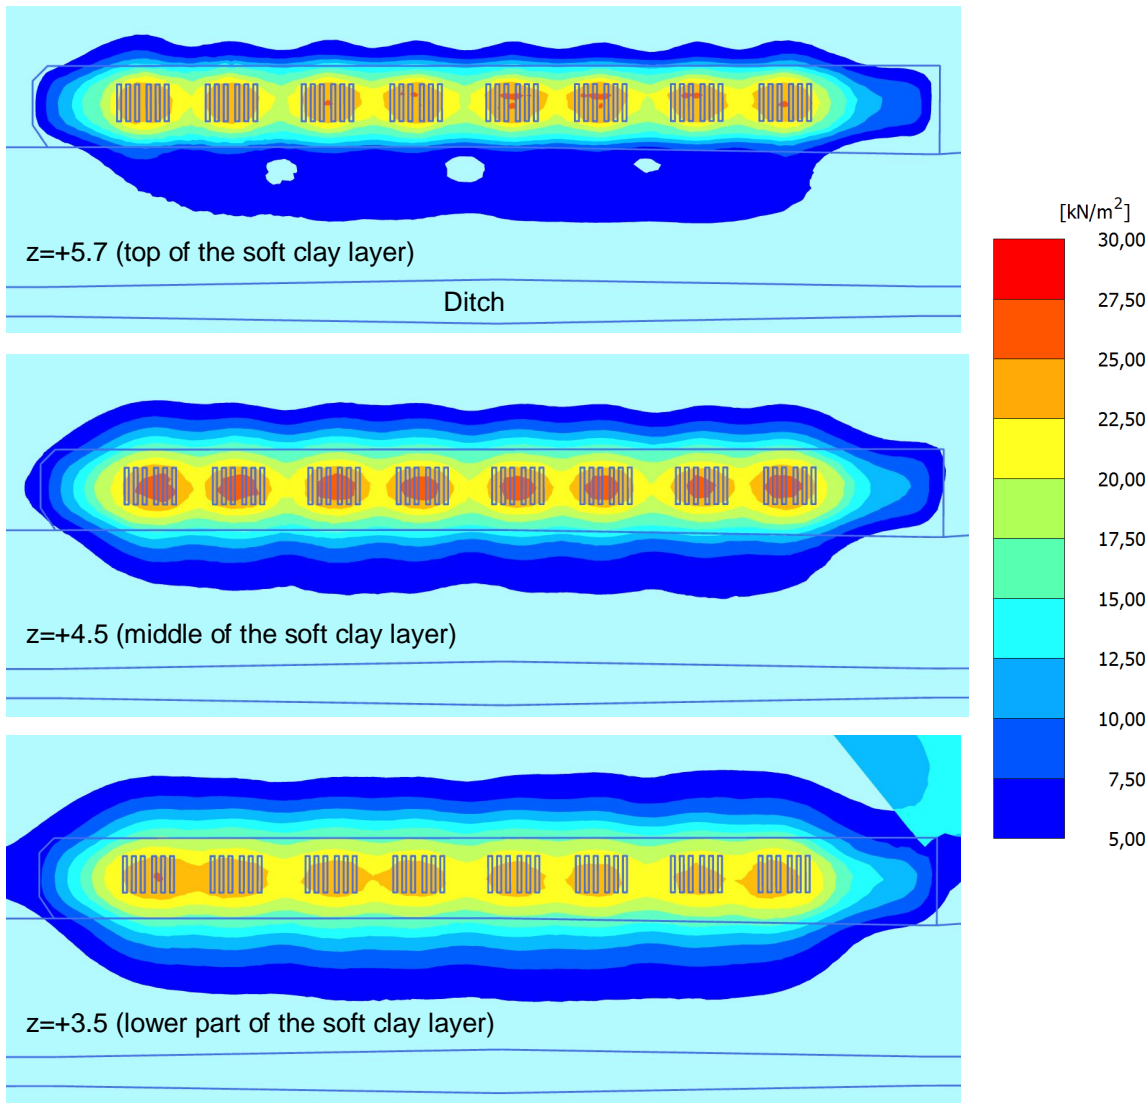 z=+5.7 (top of the soft clay layer)
Ditch
z=+4.5 (middle of the soft clay layer)
z=+3.5 (lower part of the soft clay layer)
[kN/m²]
30,00
27,50
25,00
22,50
20,00
17,50
15,00
12,50
10,00
7,50
5,00